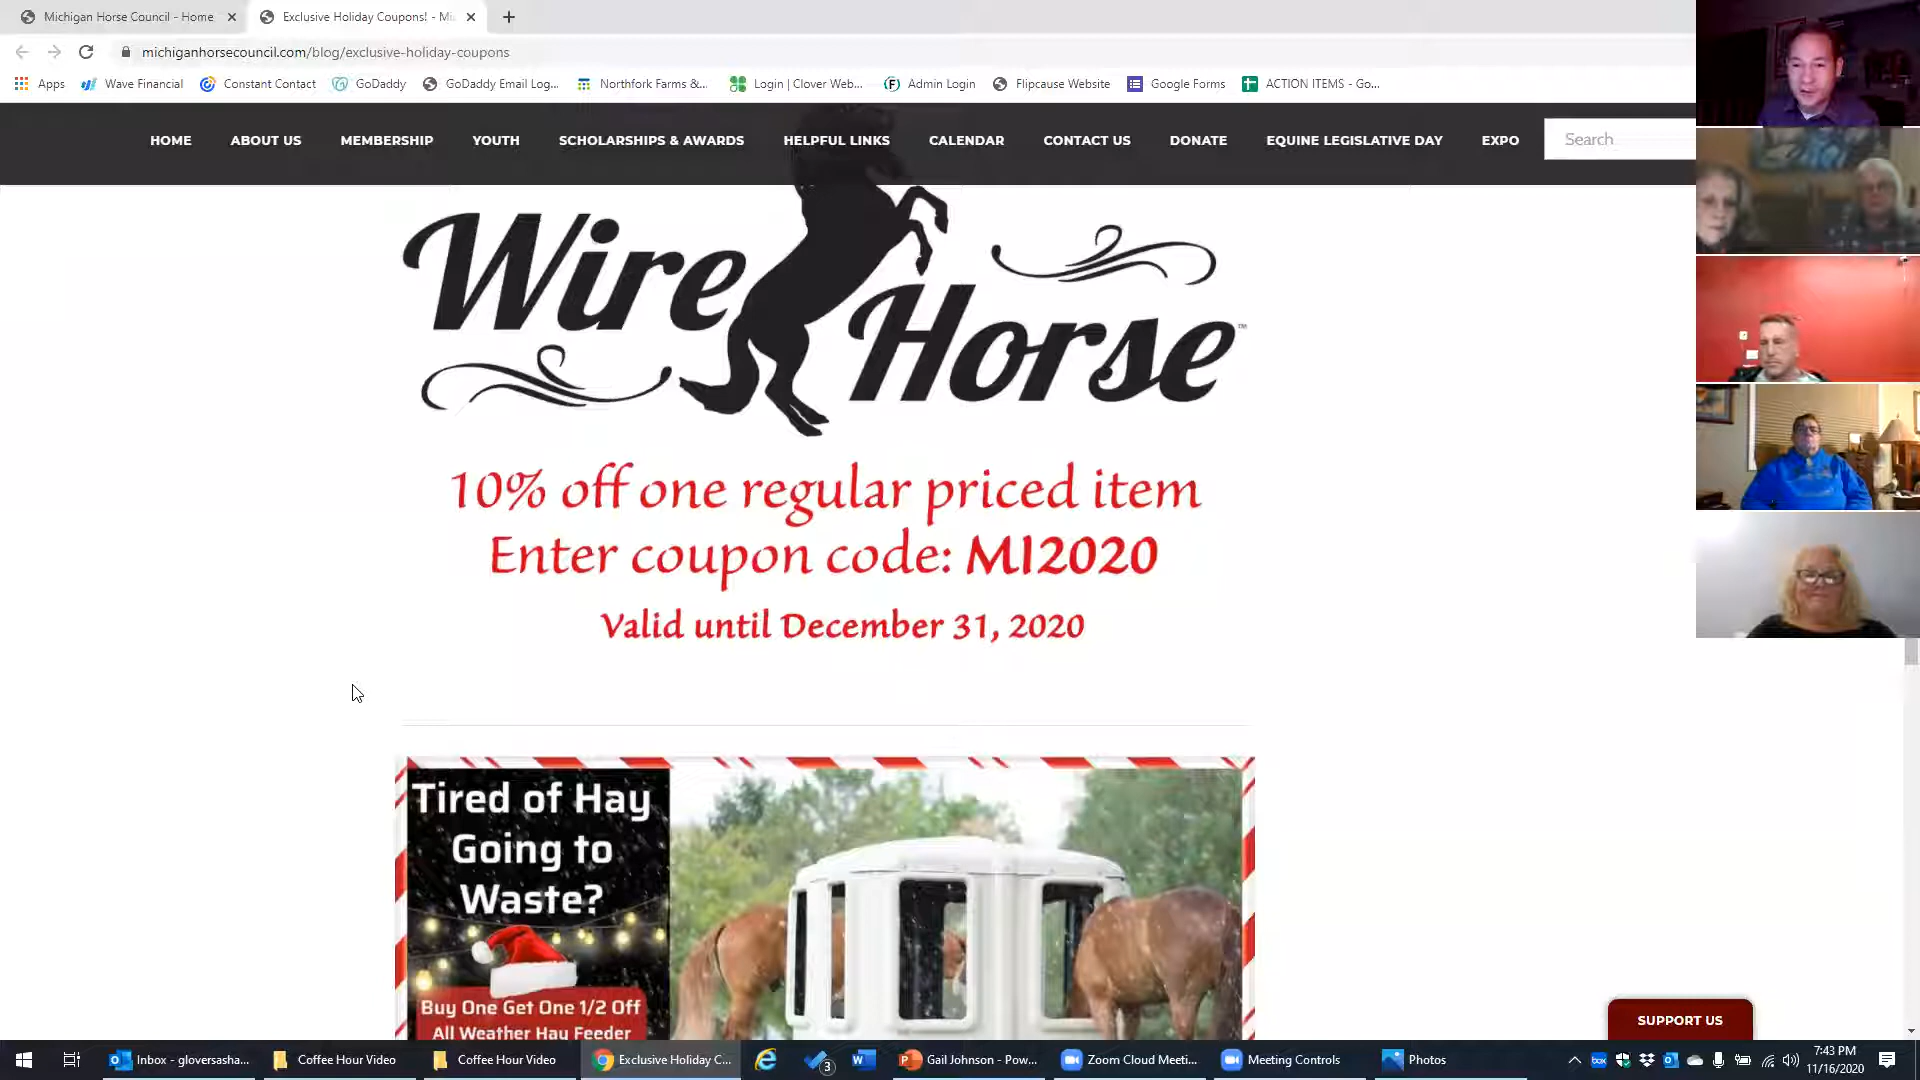 Michigan Horse Council - Home
Exclusive Holiday Coupons! - Mi
michiganhorsecouncil.com/blog/exclusive-holiday-coupons
Apps
Wave Financial
Constant Contact
GoDaddy
GoDaddy Email Log...
Northfork Farms &...
Login | Clover Web...
Admin Login
Flipcause Website
Google Forms
ACTION ITEMS - Go...
HOME
ABOUT US
MEMBERSHIP
YOUTH
SCHOLARSHIPS & AWARDS
HELPFUL LINKS
CALENDAR
CONTACT US
DONATE
EQUINE LEGISLATIVE DAY
EXPO
Search
Wire Horse™
10% off one regular priced item
Enter coupon code: MI2020
Valid until December 31, 2020
Tired of Hay
Going to
Waste?
Buy One Get One 1/2 Off
All Weather Hay Feeder
SUPPORT US
Inbox - gloversasha...
Coffee Hour Video
Coffee Hour Video
Exclusive Holiday C...
3
Gail Johnson - Pow...
Zoom Cloud Meeti...
Meeting Controls
Photos
box
7:43 PM
11/16/2020